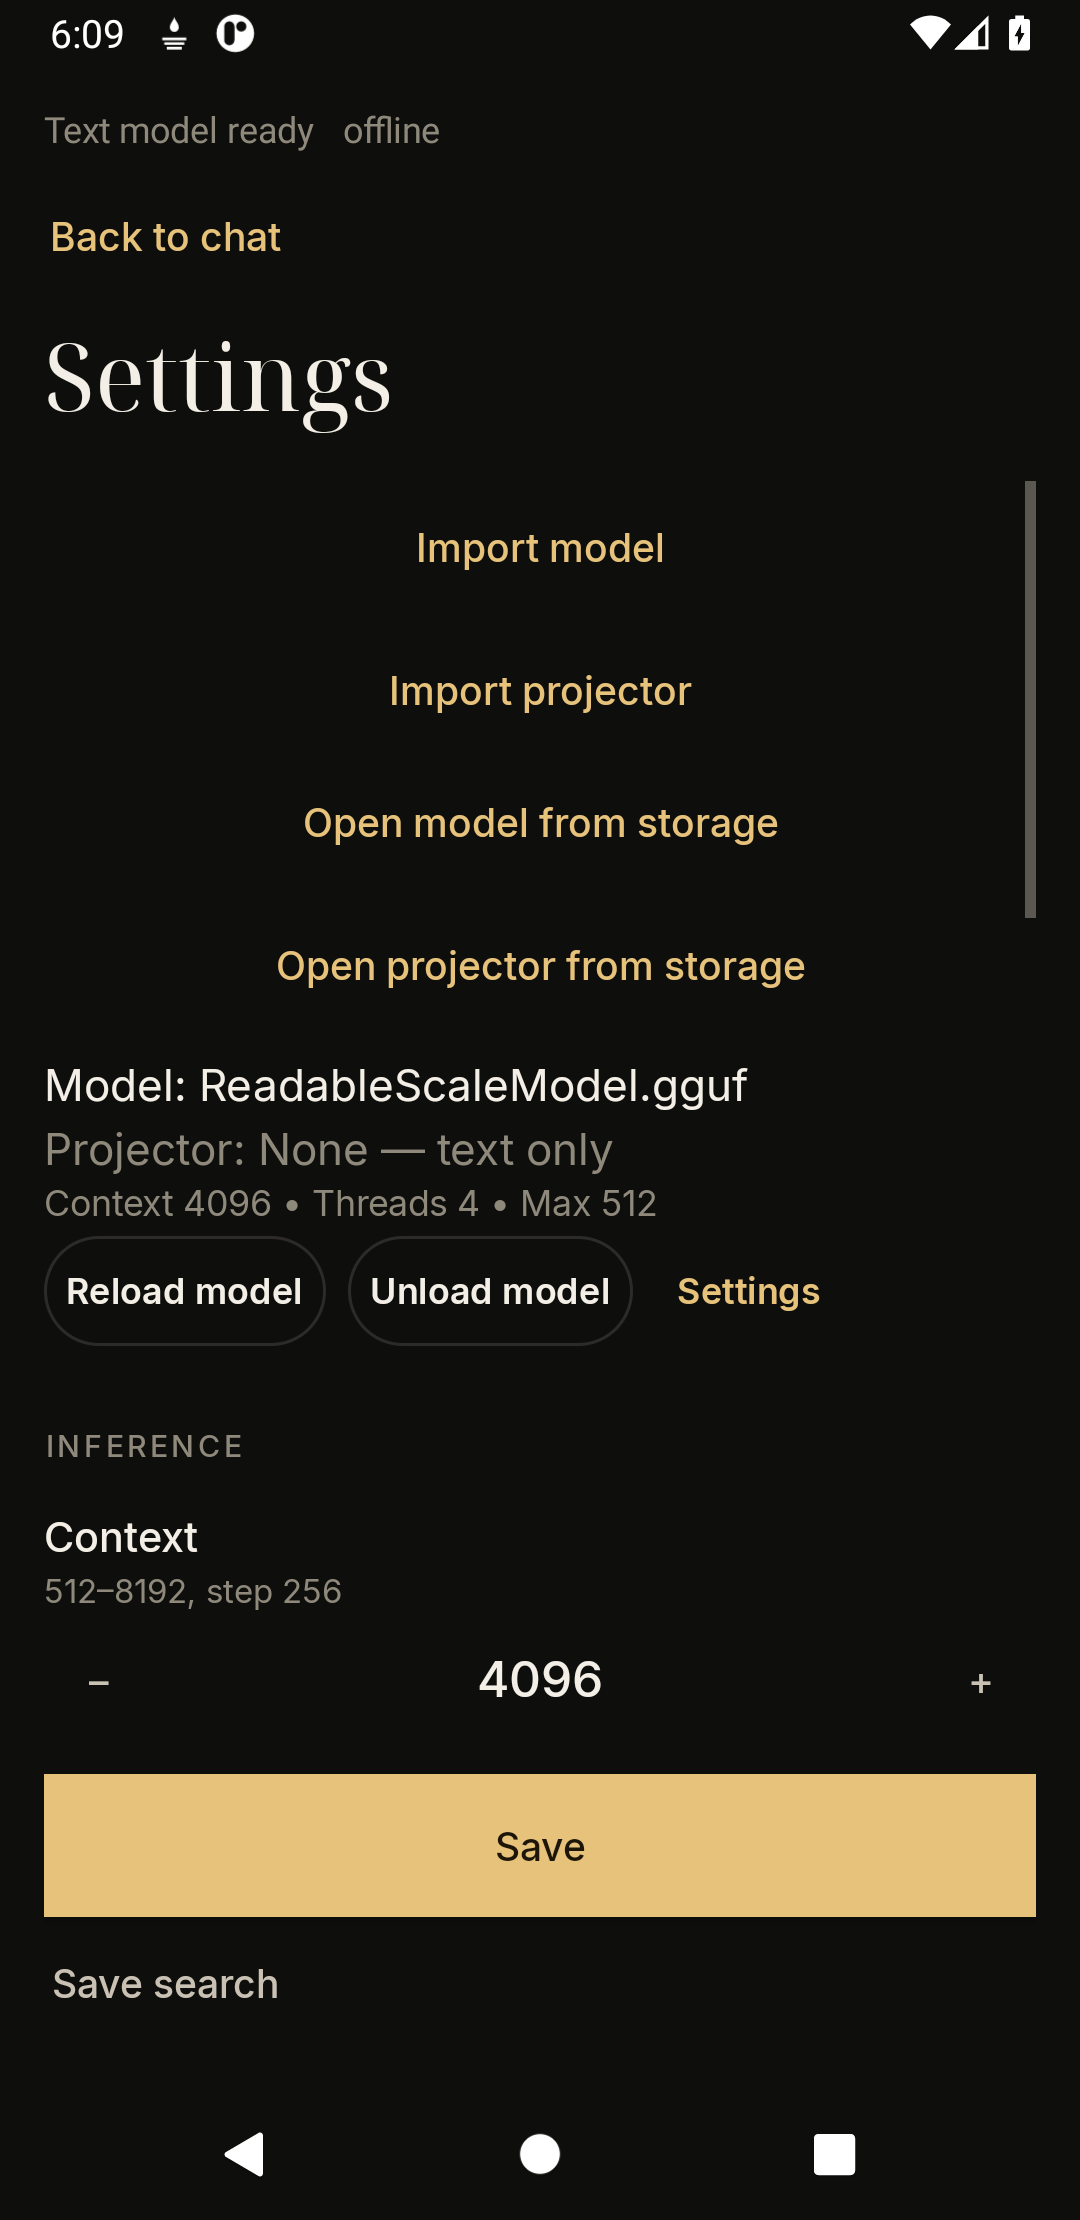 6:09
Text model ready offline
Back to chat
Settings
Import model
Import projector
Open model from storage
Open projector from storage
Model: ReadableScaleModel.gguf
Projector: None — text only
Context 4096 • Threads 4 • Max 512
Reload model Unload model Settings
INFERENCE
Context
512–8192, step 256
− 4096 +
Save
Save search